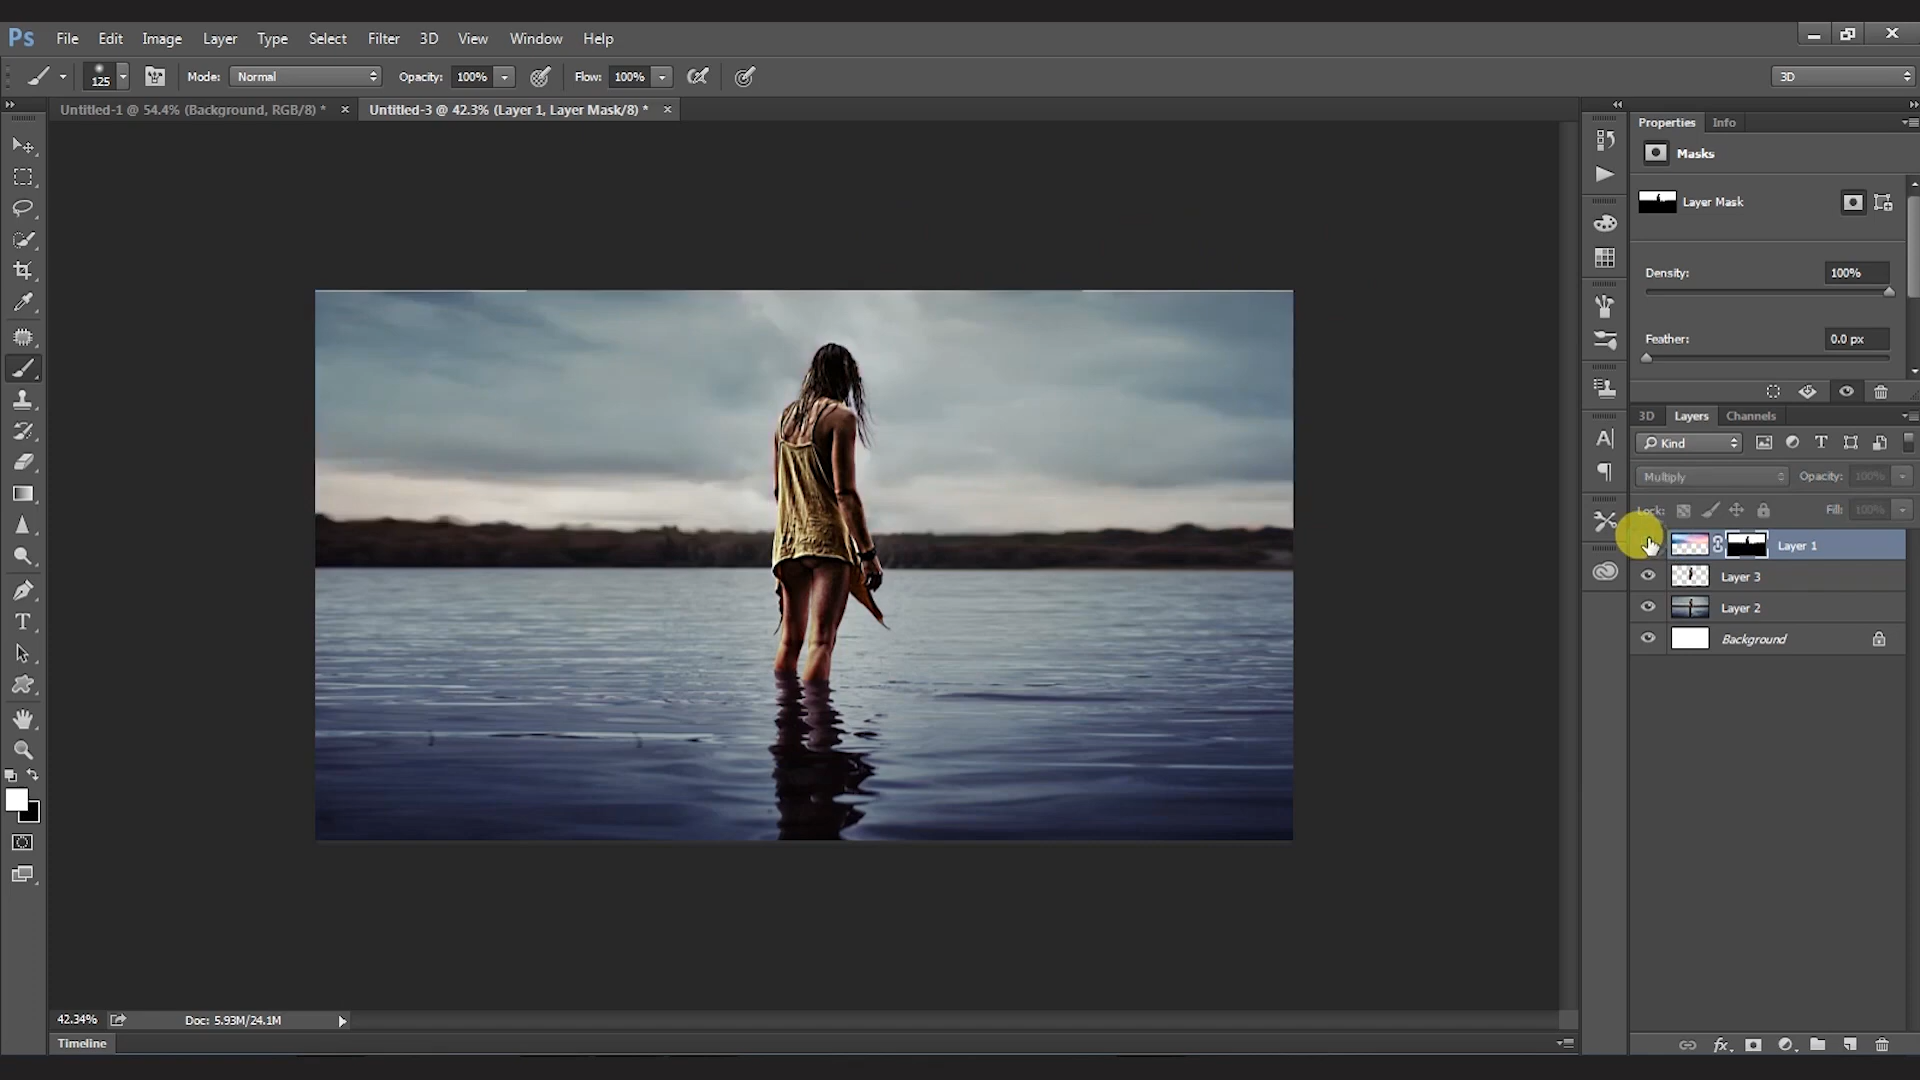 Ps File Edit Image Layer Type Select Filter 3D View Window Help
125 Mode: Normal Opacity: 100% Flow: 100% 3D
Untitled-1 @ 54.4% (Background, RGB/8) * × Untitled-3 @ 42.3% (Layer 1, Layer Mask/8) * ×
Properties Info
Masks
Layer Mask
Density: 100%
Feather: 0.0 px
3D Layers Channels
Kind
Multiply Opacity: 100%
Lock: Fill: 100%
Layer 1
Layer 3
Layer 2
Background
42.34% Doc: 5.93M/24.1M
Timeline